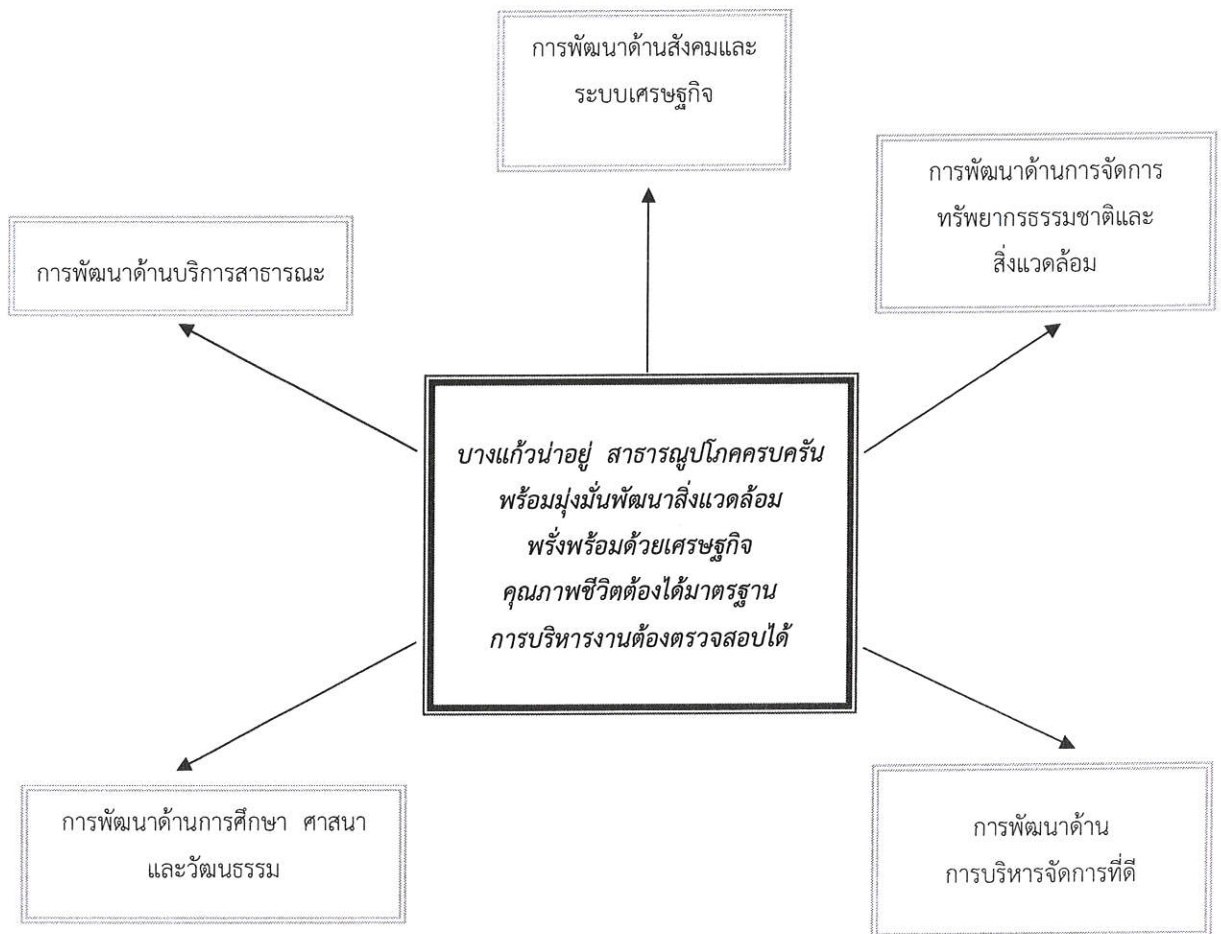 การพัฒนาด้านสังคมและ
ระบบเศรษฐกิจ
การพัฒนาด้านการจัดการ
ทรัพยากรธรรมชาติและ
สิ่งแวดล้อม
การพัฒนาด้านบริการสาธารณะ
บางแก้วน่าอยู่ สาธารณูปโภคครบครัน
พร้อมมุ่งมั่นพัฒนาสิ่งแวดล้อม
พรั่งพร้อมด้วยเศรษฐกิจ
คุณภาพชีวิตต้องได้มาตรฐาน
การบริหารงานต้องตรวจสอบได้
การพัฒนาด้านการศึกษา ศาสนา
และวัฒนธรรม
การพัฒนาด้าน
การบริหารจัดการที่ดี